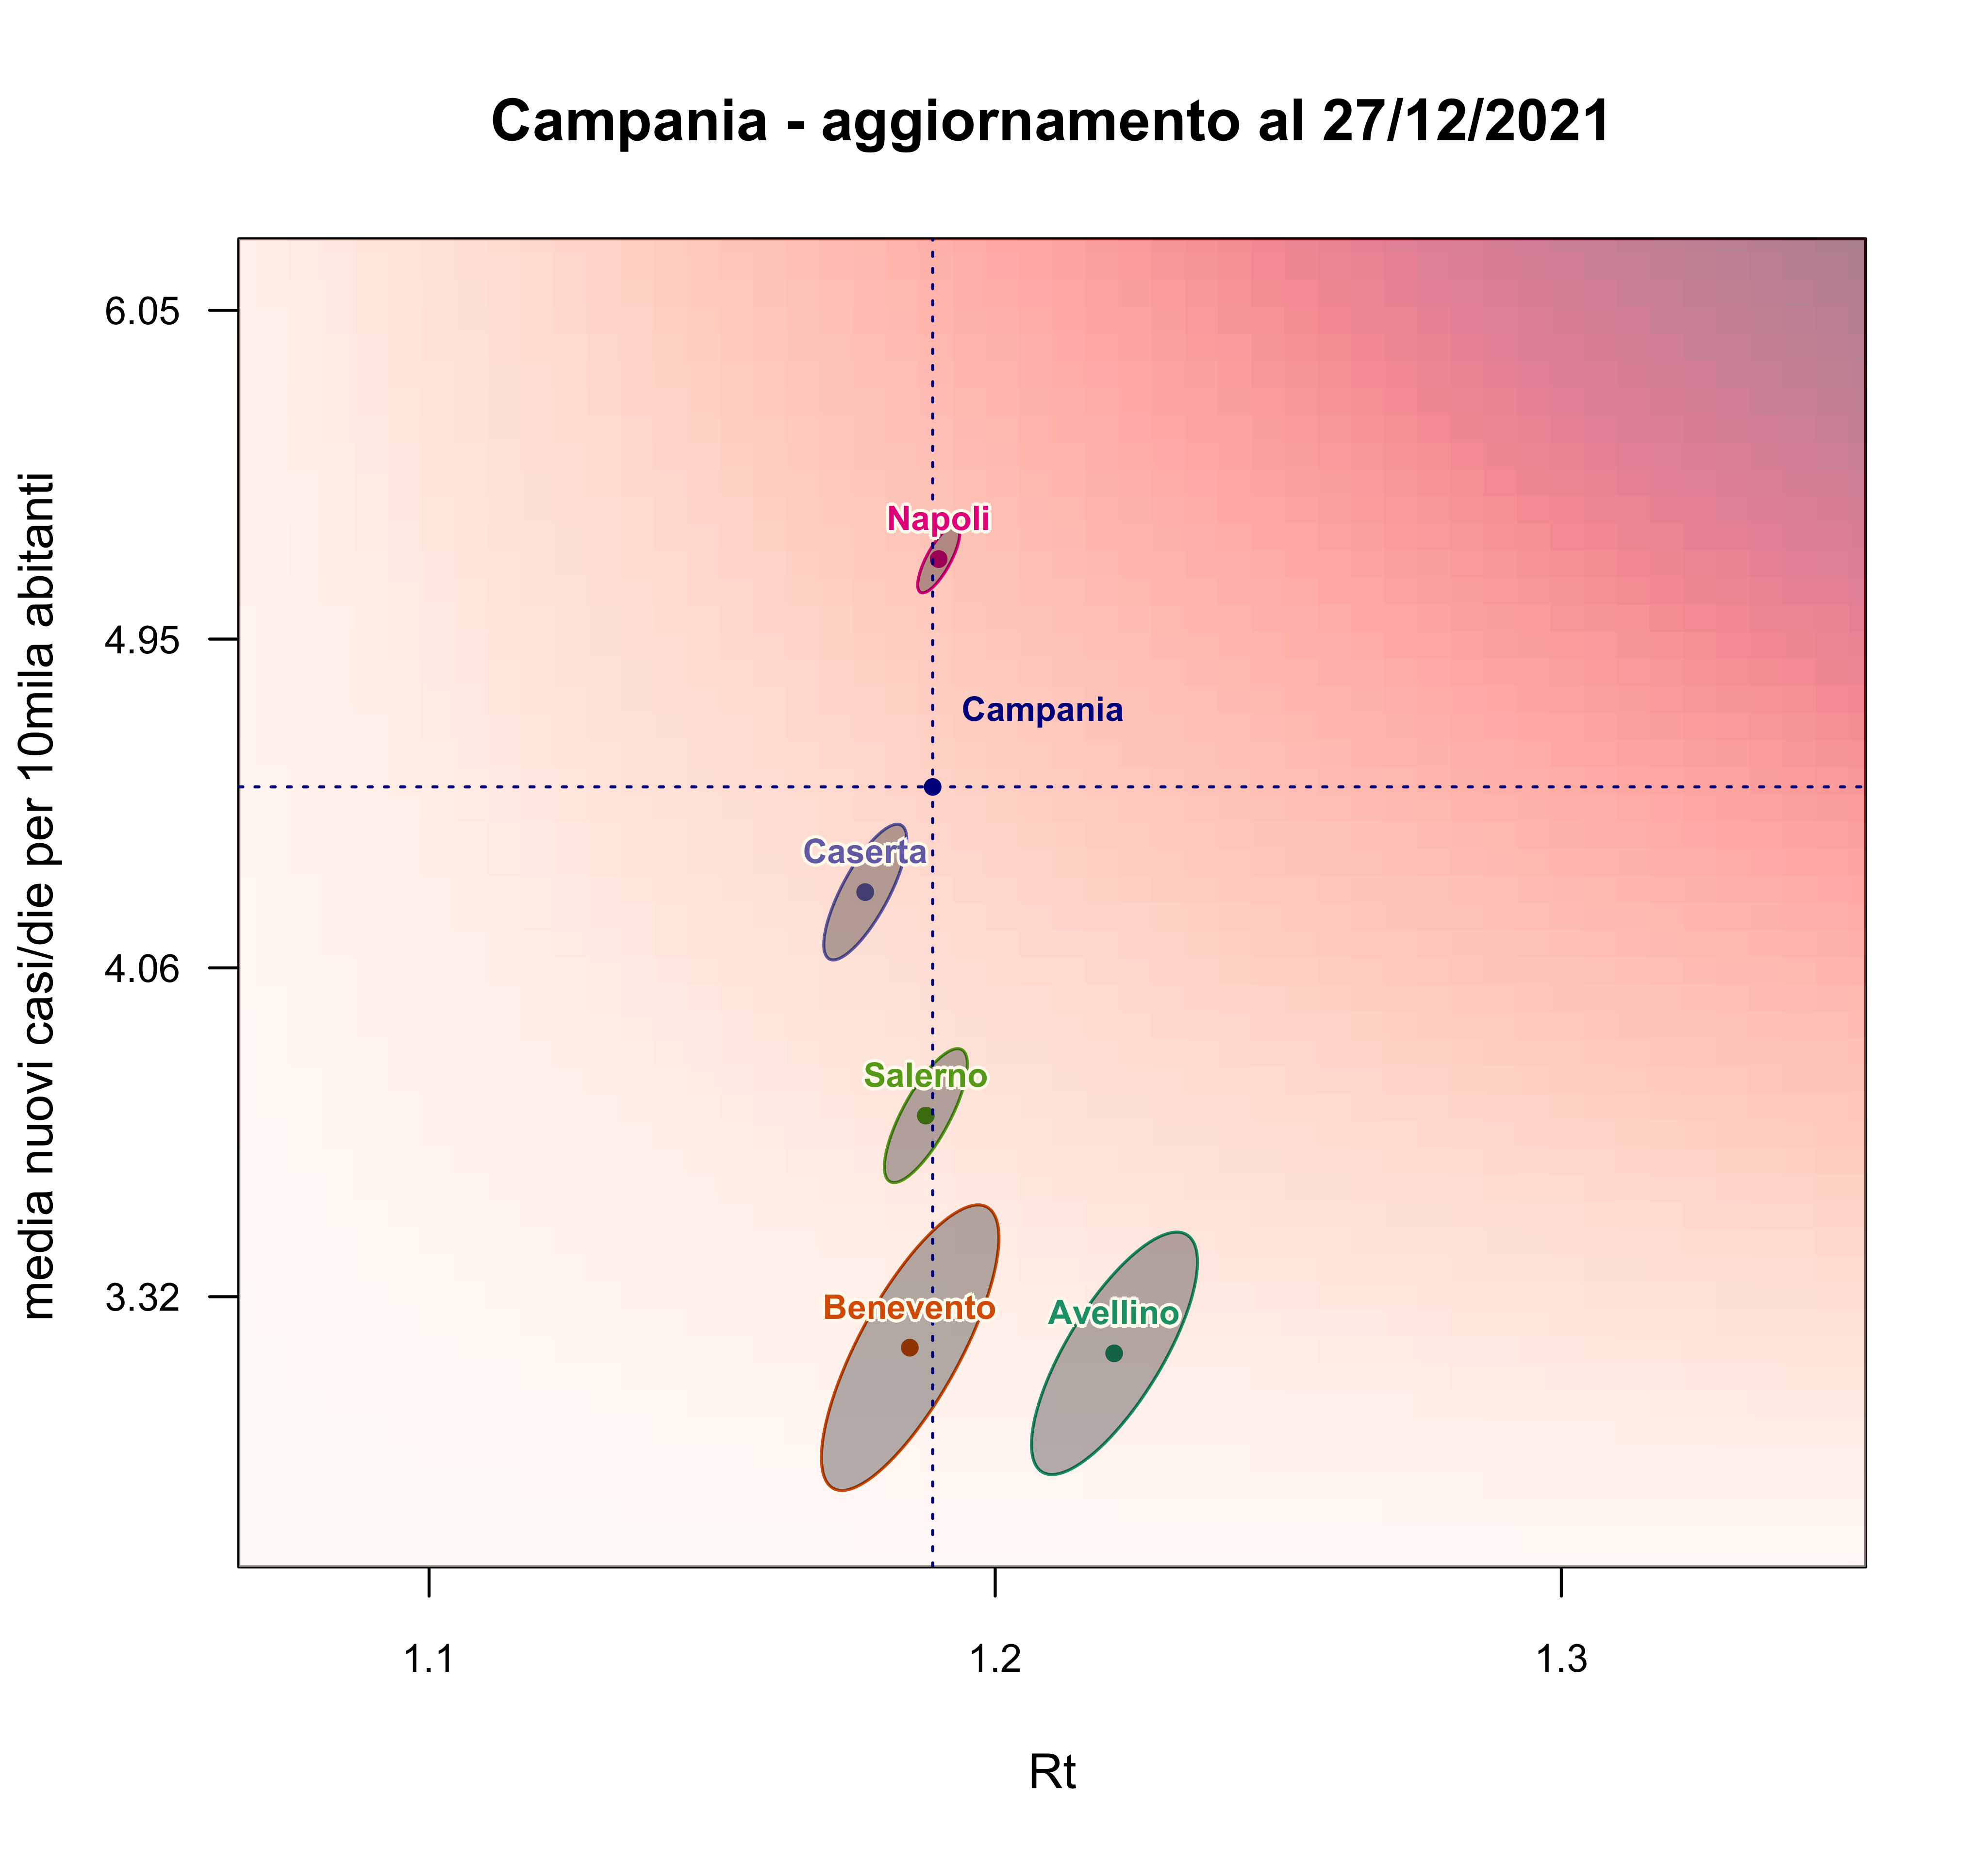 Campania - aggiornamento al 27/12/2021
media nuovi casi/die per 10mila abitanti
6.05
4.95
4.06
3.32
Napoli
Campania
Caserta
Salerno
Benevento
Avellino
1.1
1.2
1.3
Rt